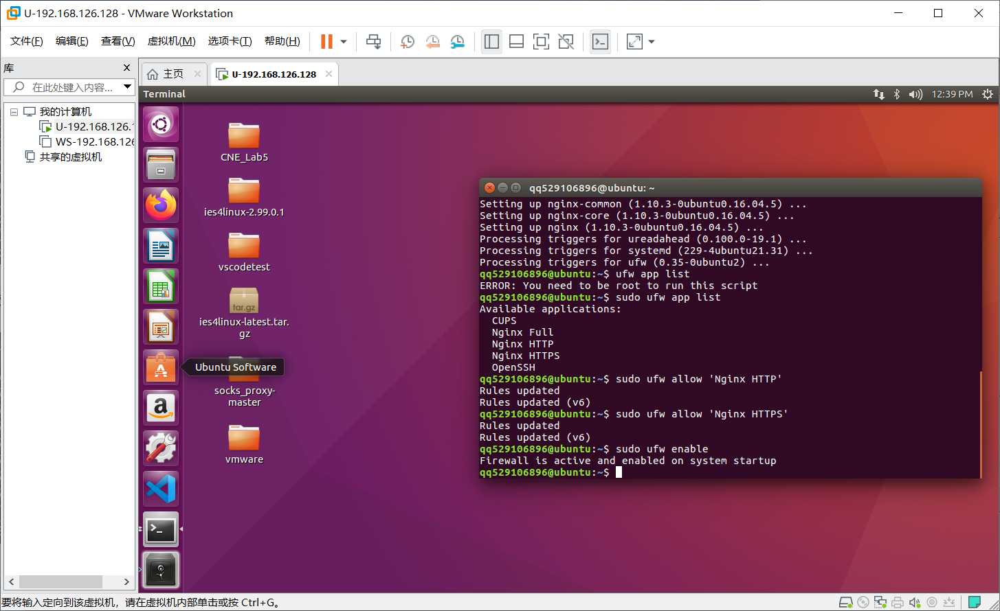 U-192.168.126.128 - VMware Workstation
文件(F) 编辑(E) 查看(V) 虚拟机(M) 选项卡(T) 帮助(H)
库
在此处键入内容...
我的计算机
U-192.168.126.1
WS-192.168.126
共享的虚拟机
主页
U-192.168.126.128
Terminal
12:39 PM
CNE_Lab5
ies4linux-2.99.0.1
vscodetest
tar.gz
ies4linux-latest.tar.
gz
Ubuntu Software
socks_proxy-
master
vmware
a
qq529106896@ubuntu: ~
Setting up nginx-common (1.10.3-0ubuntu0.16.04.5) ...
Setting up nginx-core (1.10.3-0ubuntu0.16.04.5) ...
Setting up nginx (1.10.3-0ubuntu0.16.04.5) ...
Processing triggers for ureadahead (0.100.0-19.1) ...
Processing triggers for systemd (229-4ubuntu21.31) ...
Processing triggers for ufw (0.35-0ubuntu2) ...
qq529106896@ubuntu:~$ ufw app list
ERROR: You need to be root to run this script
qq529106896@ubuntu:~$ sudo ufw app list
Available applications:
CUPS
Nginx Full
Nginx HTTP
Nginx HTTPS
OpenSSH
qq529106896@ubuntu:~$ sudo ufw allow 'Nginx HTTP'
Rules updated
Rules updated (v6)
qq529106896@ubuntu:~$ sudo ufw allow 'Nginx HTTPS'
Rules updated
Rules updated (v6)
qq529106896@ubuntu:~$ sudo ufw enable
Firewall is active and enabled on system startup
qq529106896@ubuntu:~$
要将输入定向到该虚拟机，请在虚拟机内部单击或按 Ctrl+G。